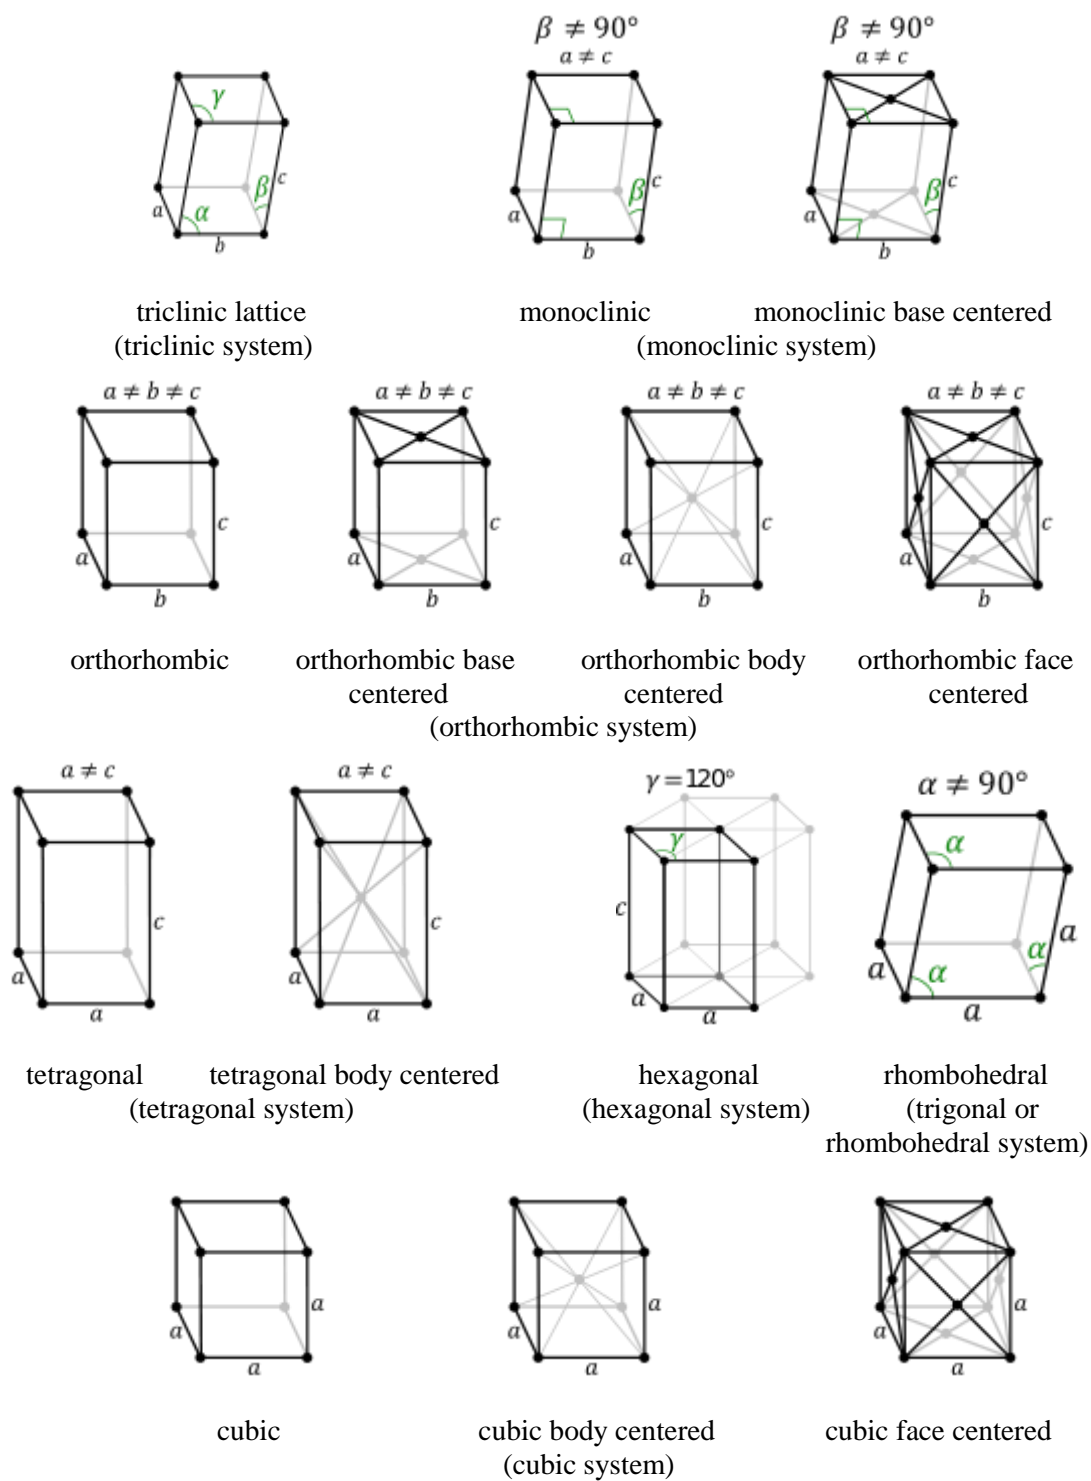 β ≠ 90° β ≠ 90°
a ≠ c a ≠ c
γ
β c
a α
b
β c
a
b
β c
a
b
triclinic lattice monoclinic monoclinic base centered
(triclinic system) (monoclinic system)
a ≠ b ≠ c a ≠ b ≠ c a ≠ b ≠ c a ≠ b ≠ c
c c c c
a a a a
b b b b
orthorhombic orthorhombic base orthorhombic body orthorhombic face
centered centered centered
(orthorhombic system)
a ≠ c a ≠ c γ = 120° α ≠ 90°
γ α
c c c a
a a a a α α
a a a a
tetragonal tetragonal body centered hexagonal rhombohedral
(tetragonal system) (hexagonal system) (trigonal or
rhombohedral system)
a a a
a a a
a a a
cubic cubic body centered cubic face centered
(cubic system)